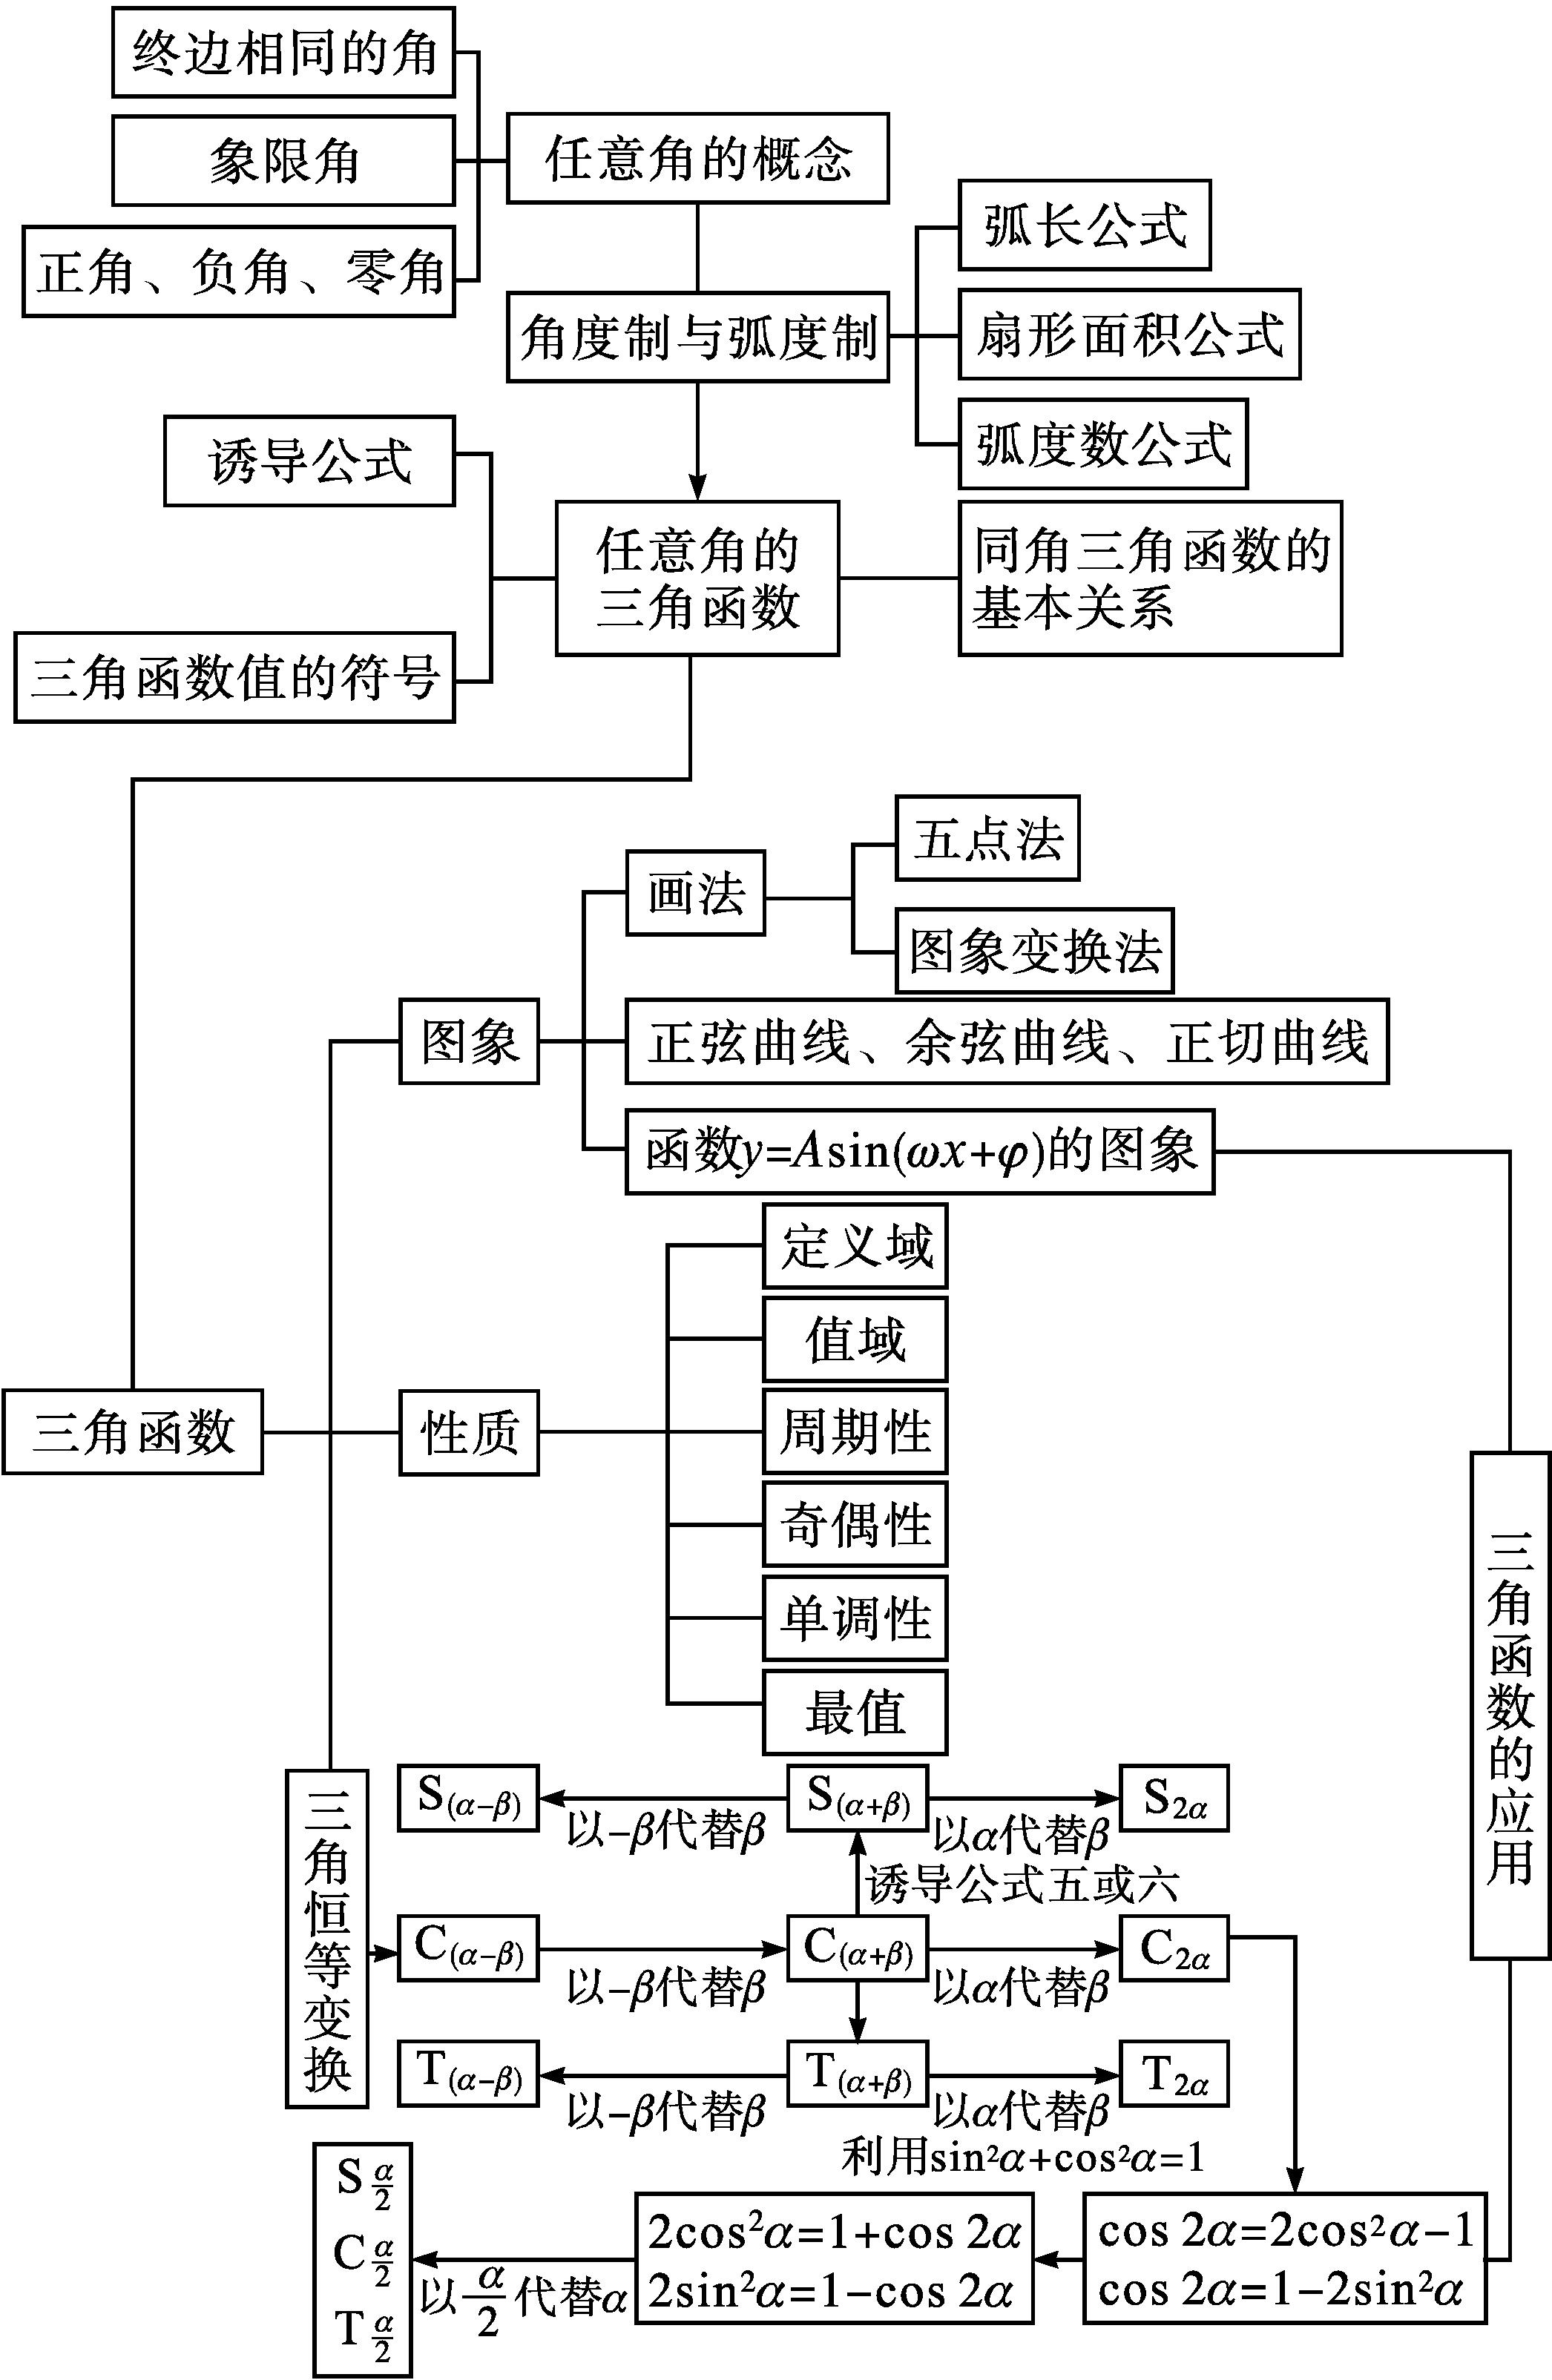 终边相同的角
象限角
任意角的概念
正角、负角、零角
弧长公式
角度制与弧度制
扇形面积公式
弧度数公式
诱导公式
任意角的
三角函数
同角三角函数的
基本关系
三角函数值的符号
五点法
画法
图象变换法
图象
正弦曲线、余弦曲线、正切曲线
函数y=Asin(ωx+φ)的图象
定义域
值域
三角函数
性质
周期性
奇偶性
单调性
最值
三角函数的应用
三角恒等变换
S(α−β)
以−β代替β
S(α+β)
以α代替β
S2α
诱导公式五或六
C(α−β)
以−β代替β
C(α+β)
以α代替β
C2α
T(α−β)
以−β代替β
T(α+β)
以α代替β
T2α
利用sin²α+cos²α=1
cos 2α=2cos²α−1
cos 2α=1−2sin²α
2cos²α=1+cos 2α
2sin²α=1−cos 2α
以α/2代替α
Sα/2
Cα/2
Tα/2